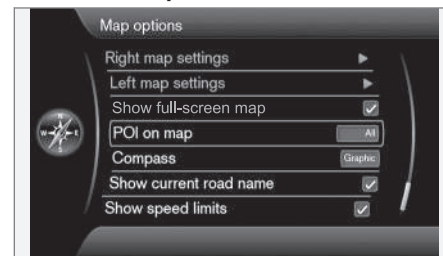 Map options
Right map settings
Left map settings
Show full-screen map
POI on map All
Compass Graphic
Show current road name
Show speed limits